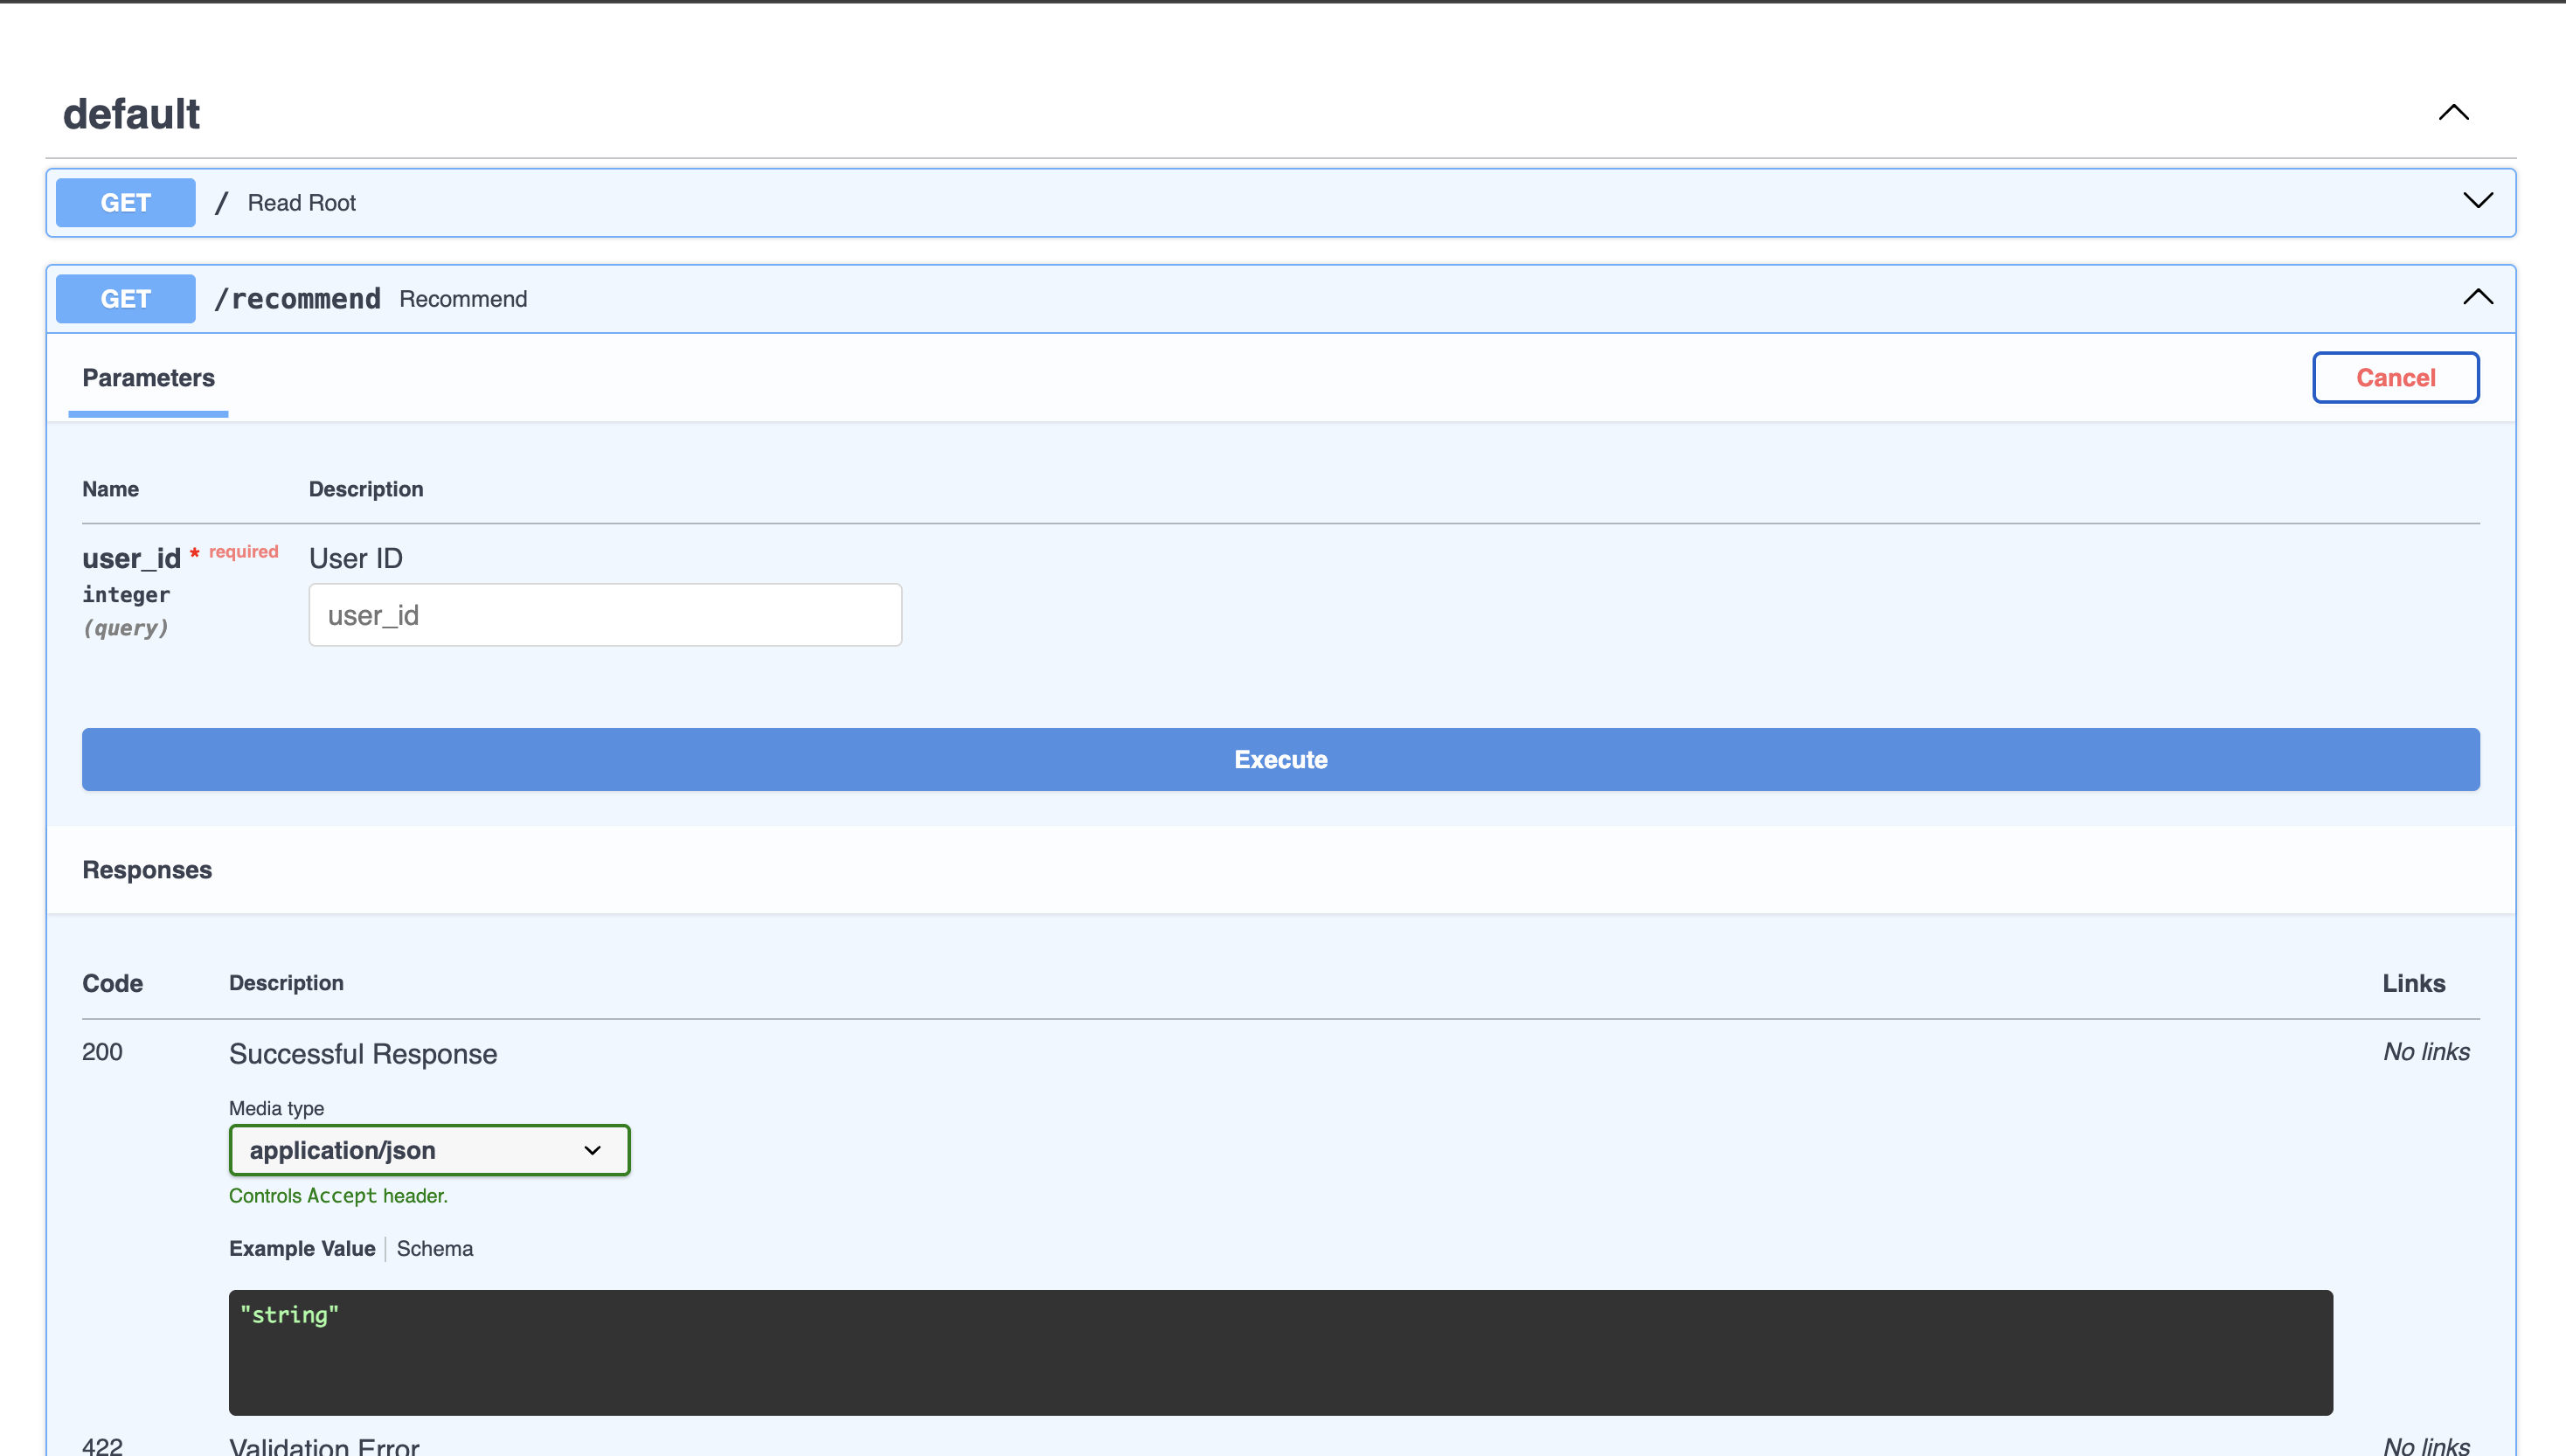 default
GET / Read Root
GET /recommend Recommend
Parameters
Cancel
Name Description
user_id * required User ID
integer
user_id
(query)
Execute
Responses
Code Description Links
200 Successful Response No links
Media type
application/json
Controls Accept header.
Example Value Schema
"string"
422 Validation Error No links